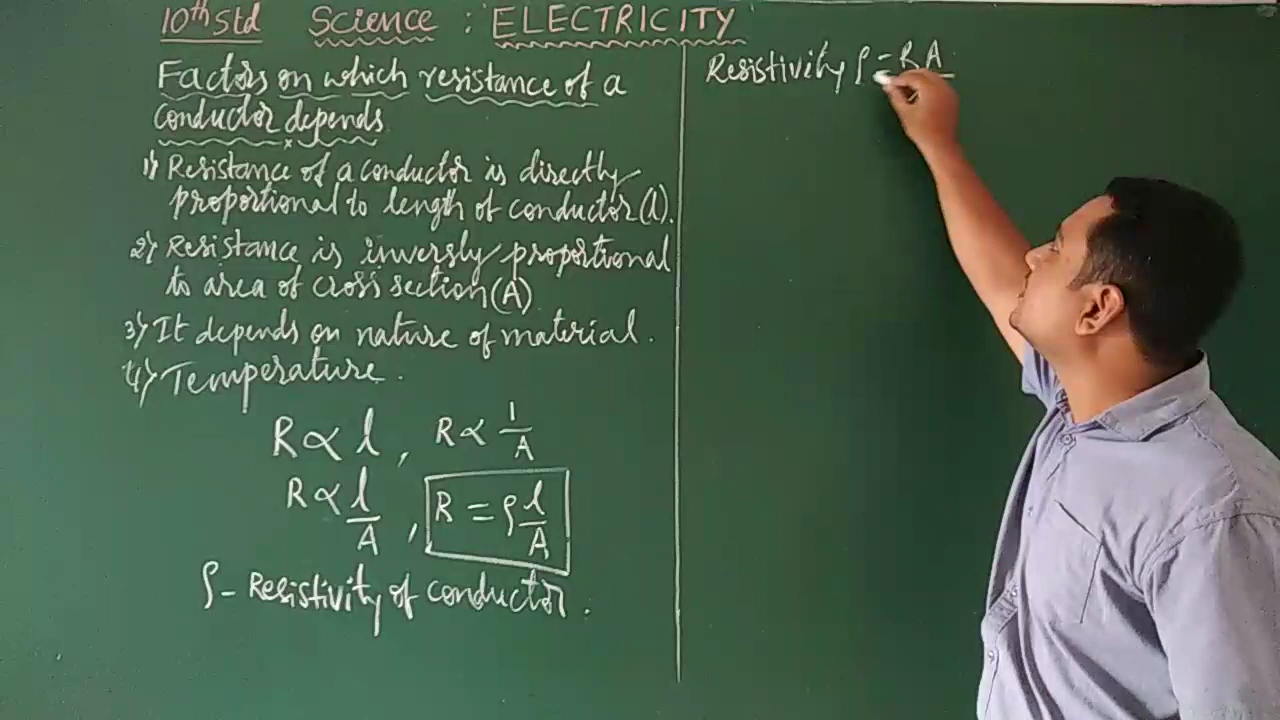 10th Std Science : ELECTRICITY
Factors on which resistance of a
conductor depends
1) Resistance of a conductor is directly
proportional to length of conductor (l).
2) Resistance is inversly proportional
to area of cross section (A)
3) It depends on nature of material.
4) Temperature.
R ∝ l, R ∝ 1/A
R ∝ l/A, R = ρ l/A
ρ - Resistivity of conductor.
Resistivity ρ = RA